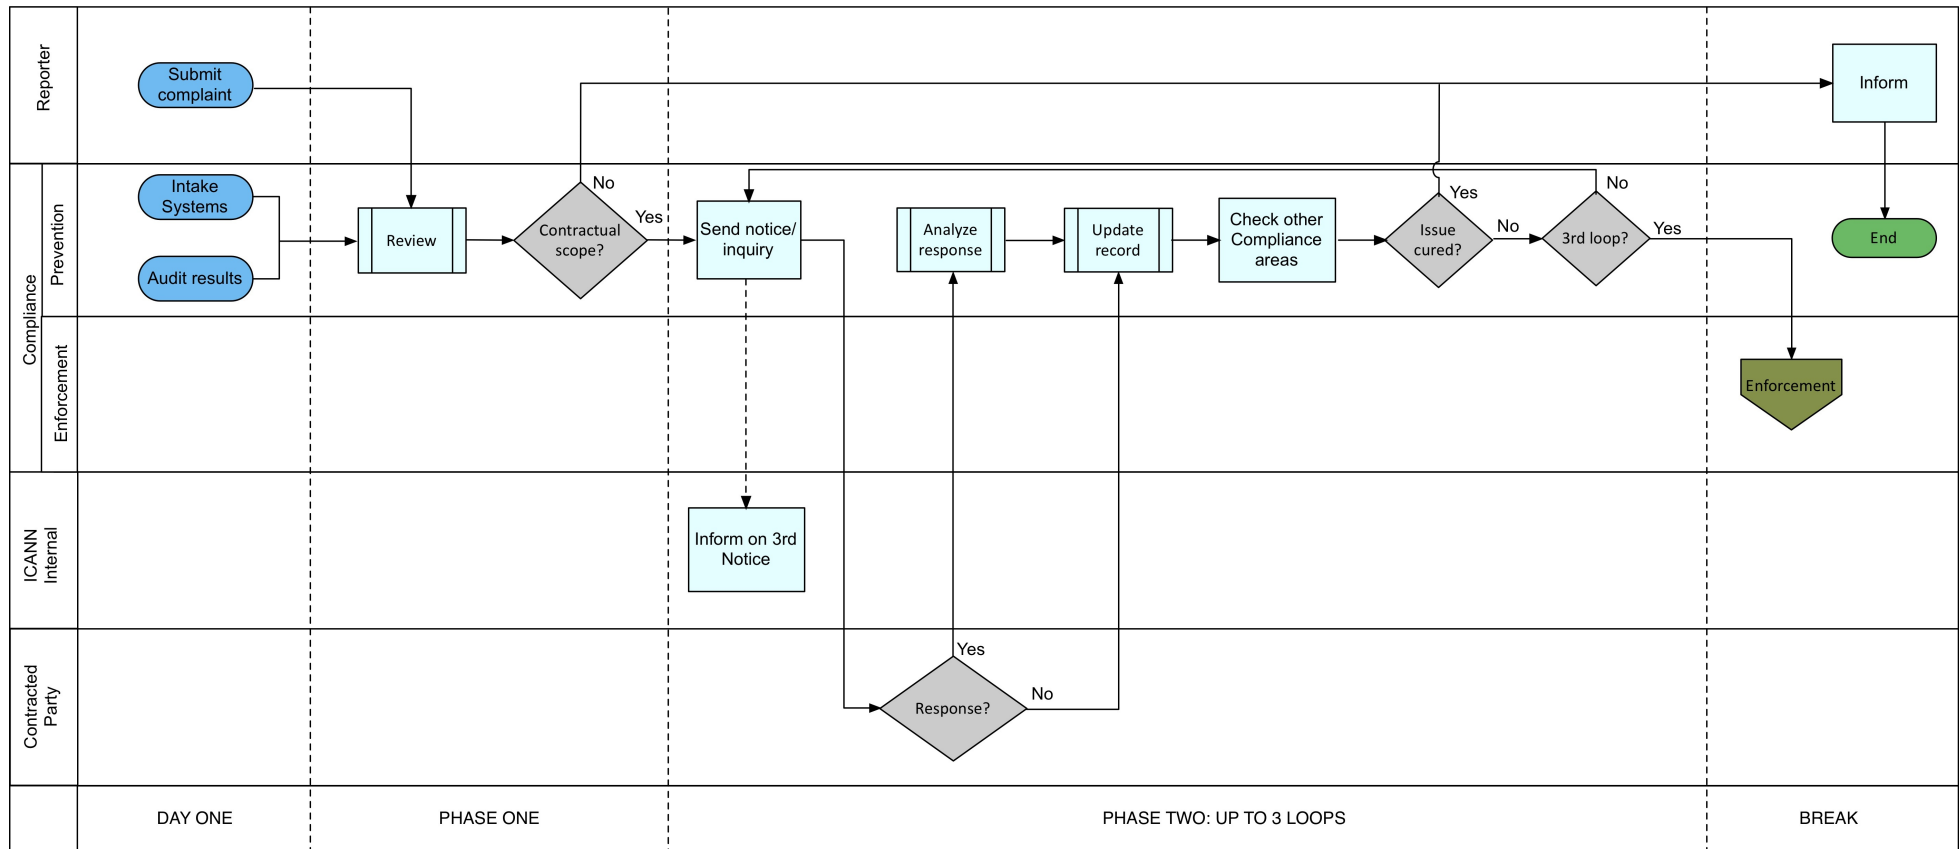 Reporter
Submit
complaint
Inform
Compliance
Prevention
Intake
Systems
Audit results
Review
Contractual
scope?
No
Yes
Send notice/
inquiry
Analyze
response
Update
record
Check other
Compliance
areas
Issue
cured?
Yes
No
3rd loop?
No
Yes
End
Enforcement
Enforcement
ICANN
Internal
Inform on 3rd
Notice
Contracted
Party
Response?
Yes
No
DAY ONE
PHASE ONE
PHASE TWO: UP TO 3 LOOPS
BREAK